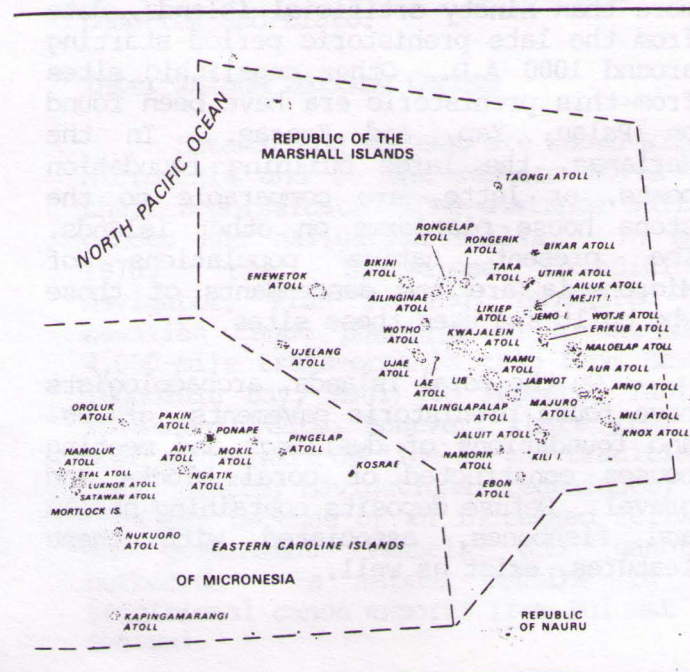 NORTH PACIFIC OCEAN
REPUBLIC OF THE
MARSHALL ISLANDS
TONGI ATOLL
RONGELAP
ATOLL
RONGERIK
ATOLL
BIKAR ATOLL
BIKINI
ATOLL
TAKA
ATOLL
UTIRIK ATOLL
ENEWETOK
ATOLL
AILINGINAE
ATOLL
AILUK ATOLL
MEJIT I.
LIKIEP
ATOLL
JEMO I.
WOTJE ATOLL
WOTHO
ATOLL
KWAJALEIN
ATOLL
ERIKUB ATOLL
MALOELAP ATOLL
UJELANG
ATOLL
UJAE
ATOLL
NAMU
ATOLL
AUR ATOLL
LAE
ATOLL
LIB
JABWOT
ARNO ATOLL
AILINGLAPALAP
ATOLL
MAJURO
ATOLL
MILI ATOLL
OROLUK
ATOLL
PAKIN
ATOLL
PONAPE
JALUIT ATOLL
KNOX ATOLL
NAMOLUK
ATOLL
ANT
ATOLL
MOKIL
ATOLL
PINGELAP
ATOLL
NAMORIK
ATOLL
KILI I.
KOSRAE
ETAL ATOLL
LUKNOR ATOLL
SATAWAN ATOLL
NGATIK
ATOLL
EBON
ATOLL
MORTLOCK IS.
NUKUORO
ATOLL
EASTERN CAROLINE ISLANDS
OF MICRONESIA
KAPINGAMARANGI
ATOLL
REPUBLIC
OF NAURU